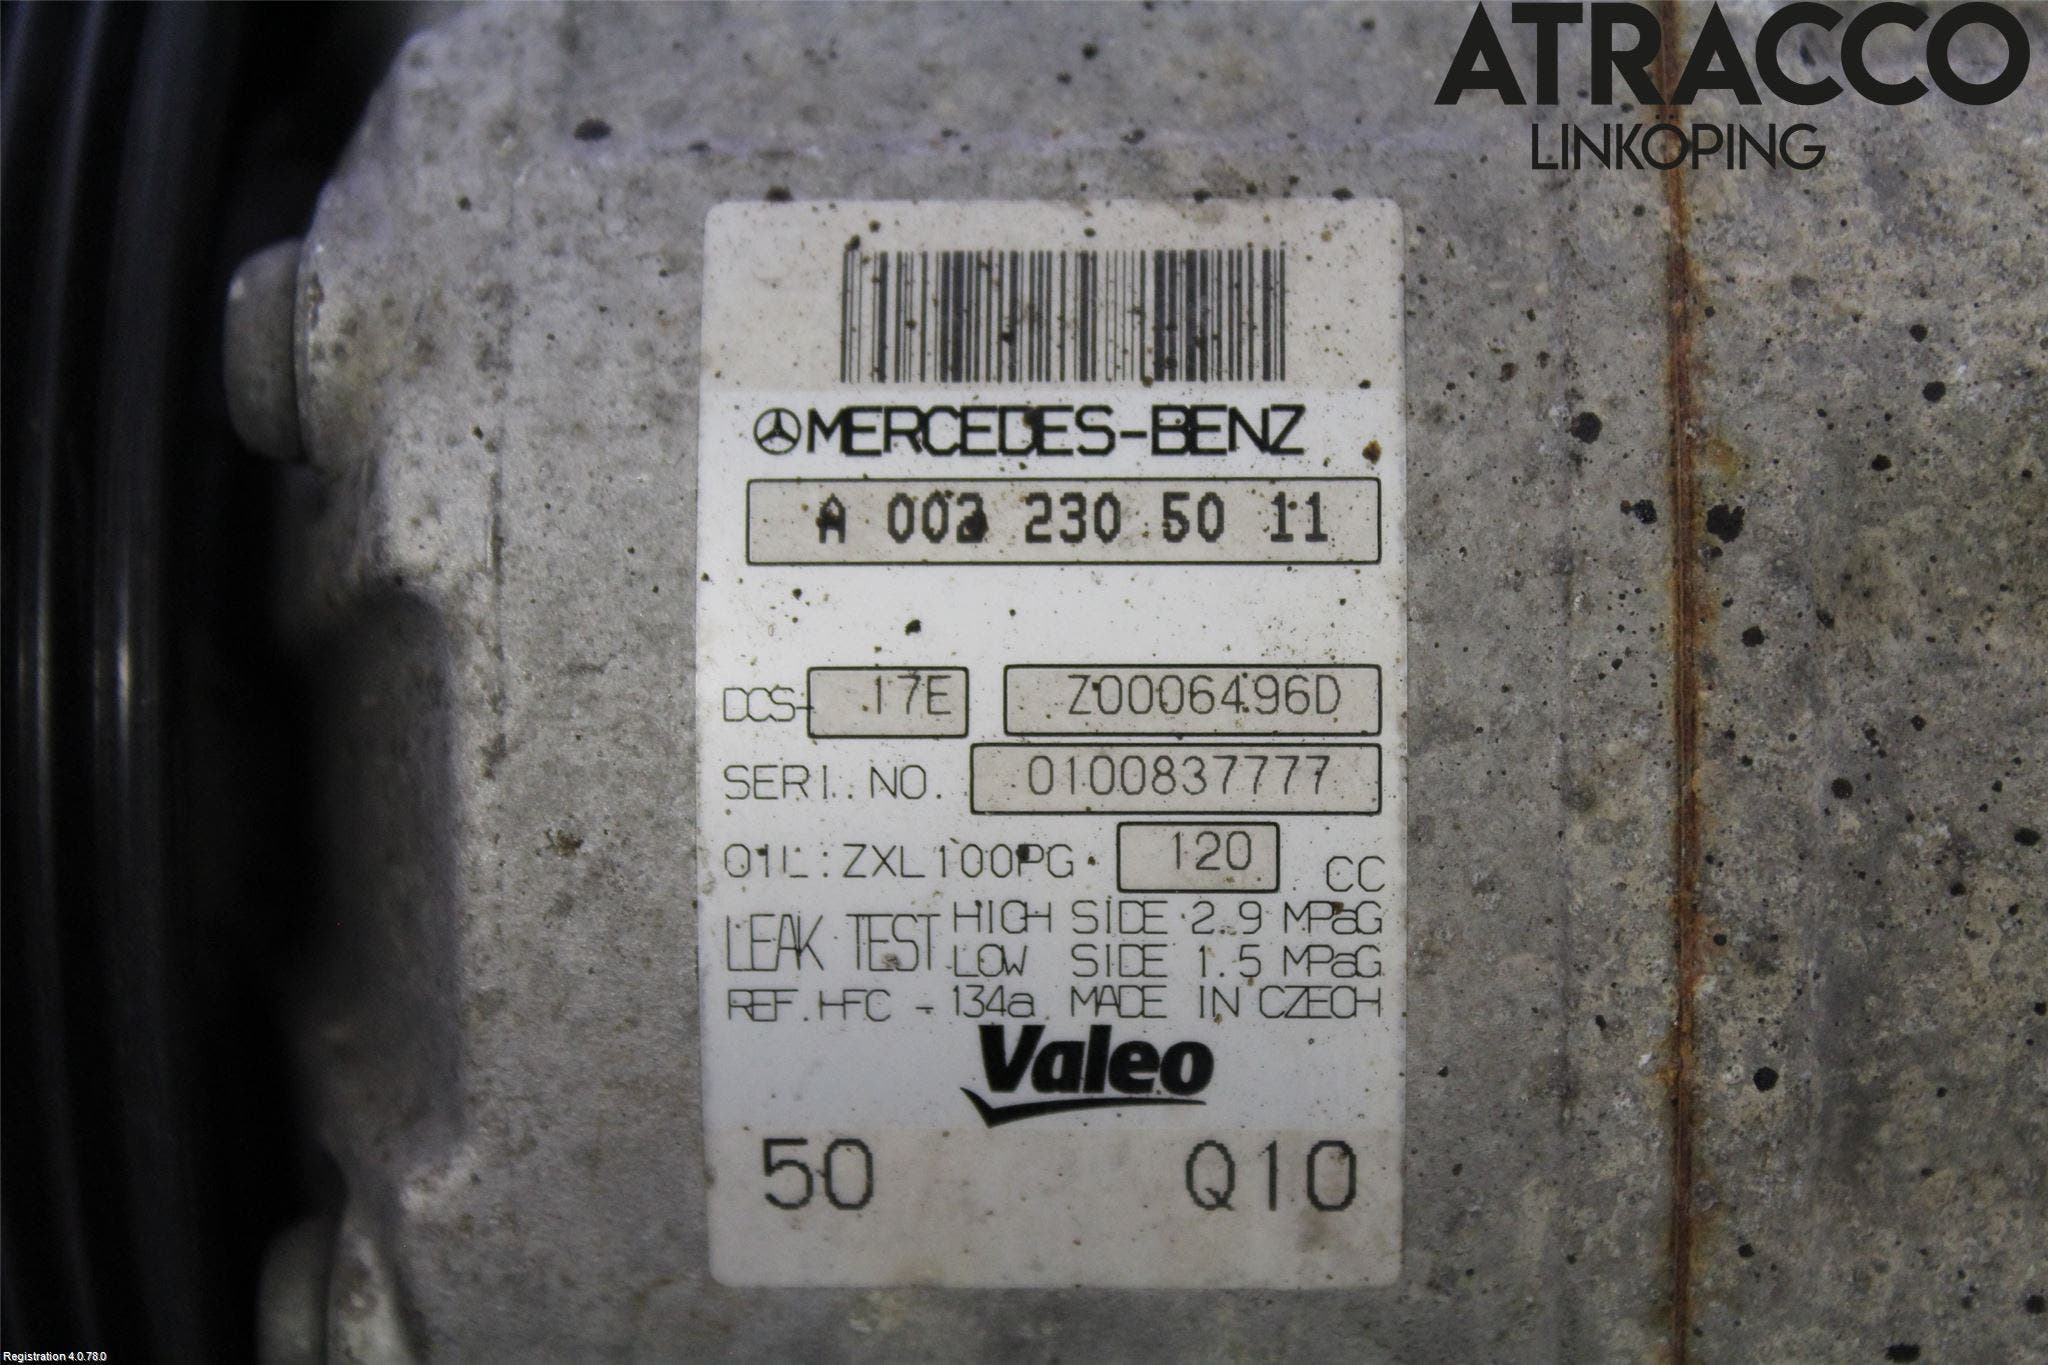 ATRACCO
LINKÖPING
MERCEDES-BENZ
A 002 230 50 11
DCS- 17E Z0006496D
SERI. NO. 0100837777
OIL: ZXL100PG 120 CC
LEAK TEST HIGH SIDE 2.9 MPaG
LOW SIDE 1.5 MPaG
REF. HFC - 134a MADE IN CZECH
Valeo
50 Q10
Registration 4.0.78.0